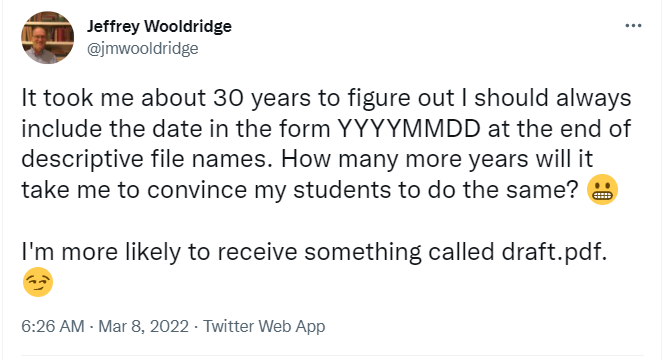 Jeffrey Wooldridge
@jmwooldridge
It took me about 30 years to figure out I should always
include the date in the form YYYYMMDD at the end of
descriptive file names. How many more years will it
take me to convince my students to do the same? 😬
I'm more likely to receive something called draft.pdf.
😏
6:26 AM · Mar 8, 2022 · Twitter Web App